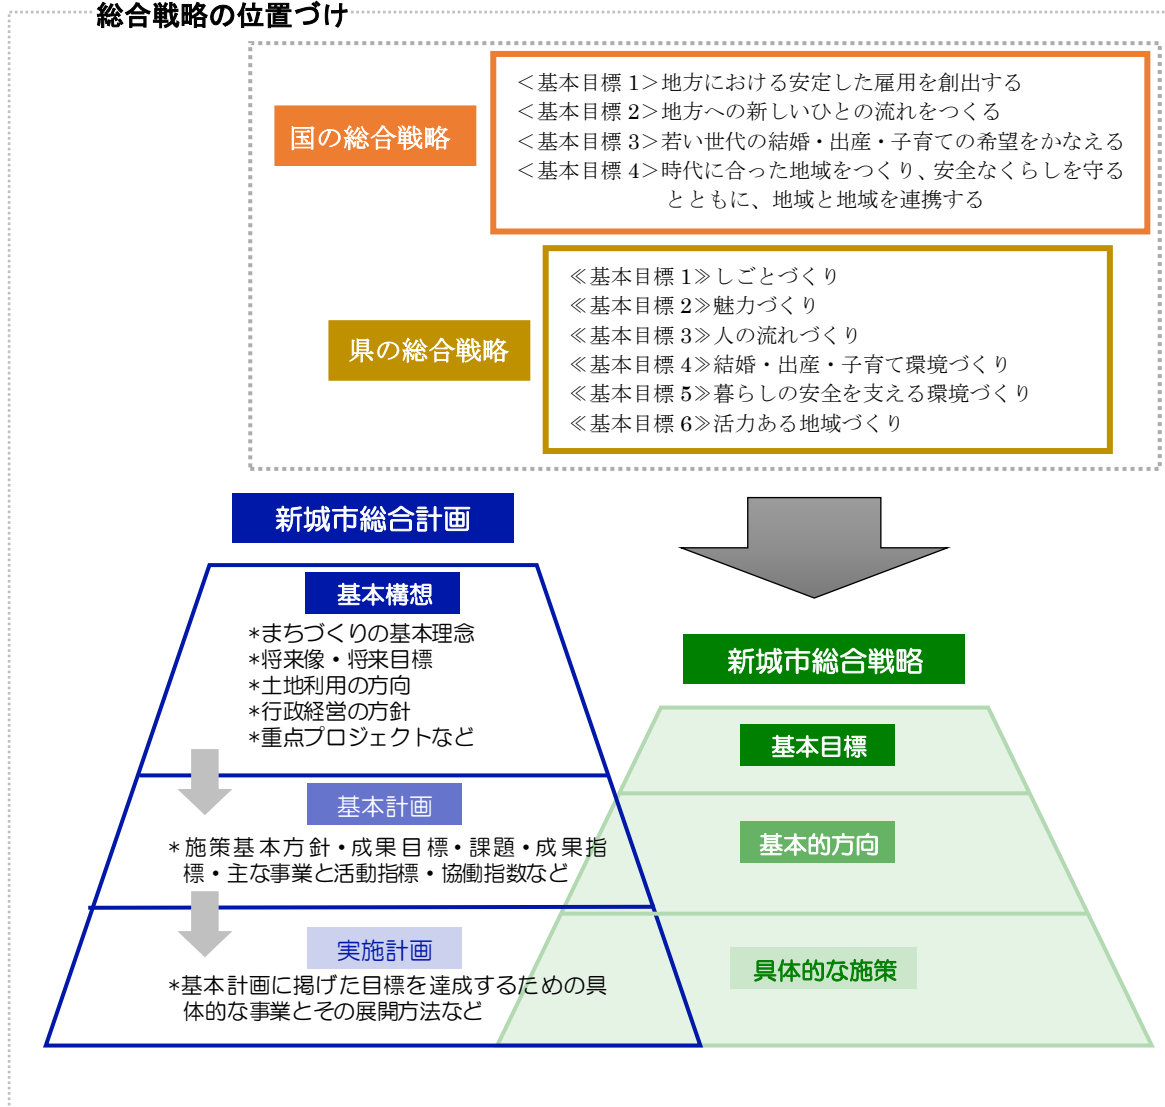 総合戦略の位置づけ
国の総合戦略
＜基本目標 1＞地方における安定した雇用を創出する
＜基本目標 2＞地方への新しいひとの流れをつくる
＜基本目標 3＞若い世代の結婚・出産・子育ての希望をかなえる
＜基本目標 4＞時代に合った地域をつくり、安全なくらしを守る
とともに、地域と地域を連携する
県の総合戦略
≪基本目標 1≫しごとづくり
≪基本目標 2≫魅力づくり
≪基本目標 3≫人の流れづくり
≪基本目標 4≫結婚・出産・子育て環境づくり
≪基本目標 5≫暮らしの安全を支える環境づくり
≪基本目標 6≫活力ある地域づくり
新城市総合計画
基本構想
*まちづくりの基本理念
*将来像・将来目標
*土地利用の方向
*行政経営の方針
*重点プロジェクトなど
基本計画
*施策基本方針・成果目標・課題・成果指
標・主な事業と活動指標・協働指数など
実施計画
*基本計画に掲げた目標を達成するための具
体的な事業とその展開方法など
新城市総合戦略
基本目標
基本的方向
具体的な施策